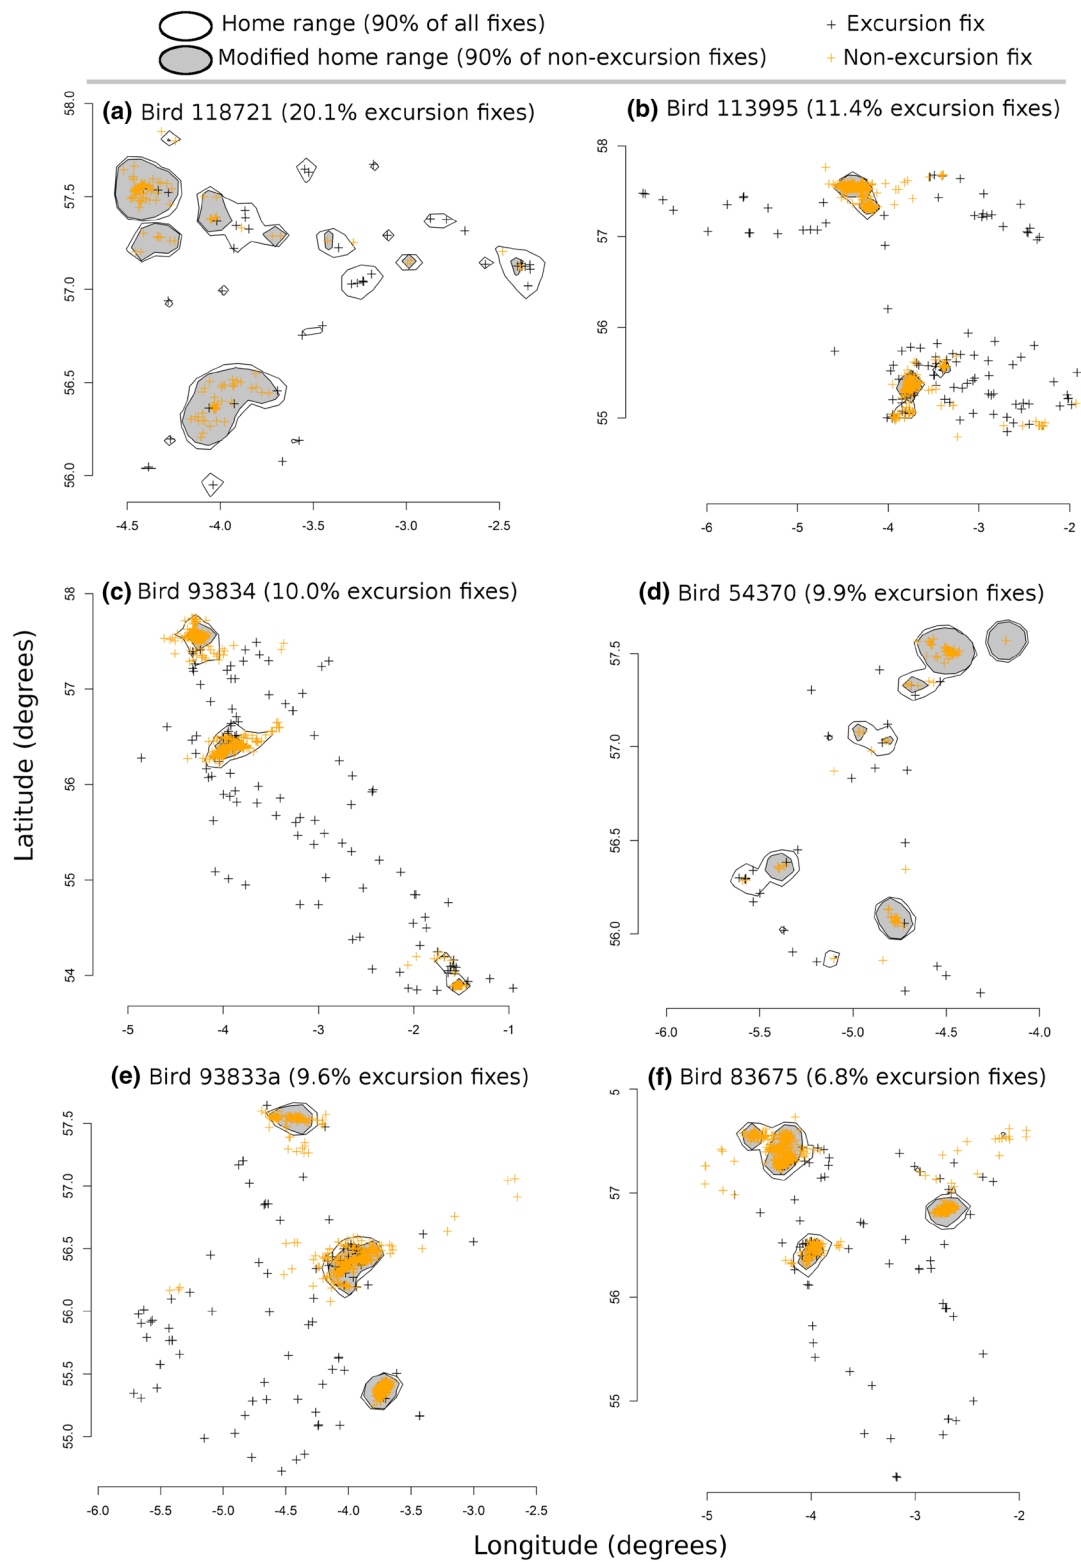 Home range (90% of all fixes)
Modified home range (90% of non-excursion fixes)
Excursion fix
Non-excursion fix
(a) Bird 118721 (20.1% excursion fixes)
58.0
57.5
57.0
56.5
56.0
-4.5 -4.0 -3.5 -3.0 -2.5
(b) Bird 113995 (11.4% excursion fixes)
58
57
56
55
-6 -5 -4 -3 -2
(c) Bird 93834 (10.0% excursion fixes)
58
57
56
55
54
-5 -4 -3 -2 -1
(d) Bird 54370 (9.9% excursion fixes)
57.5
57.0
56.5
56.0
-6.0 -5.5 -5.0 -4.5 -4.0
(e) Bird 93833a (9.6% excursion fixes)
57.5
57.0
56.5
56.0
55.5
55.0
-6.0 -5.0 -4.5 -4.0 -3.5 -3.0 -2.5
(f) Bird 83675 (6.8% excursion fixes)
5
57
56
55
-5 -4 -3 -2
Latitude (degrees)
Longitude (degrees)